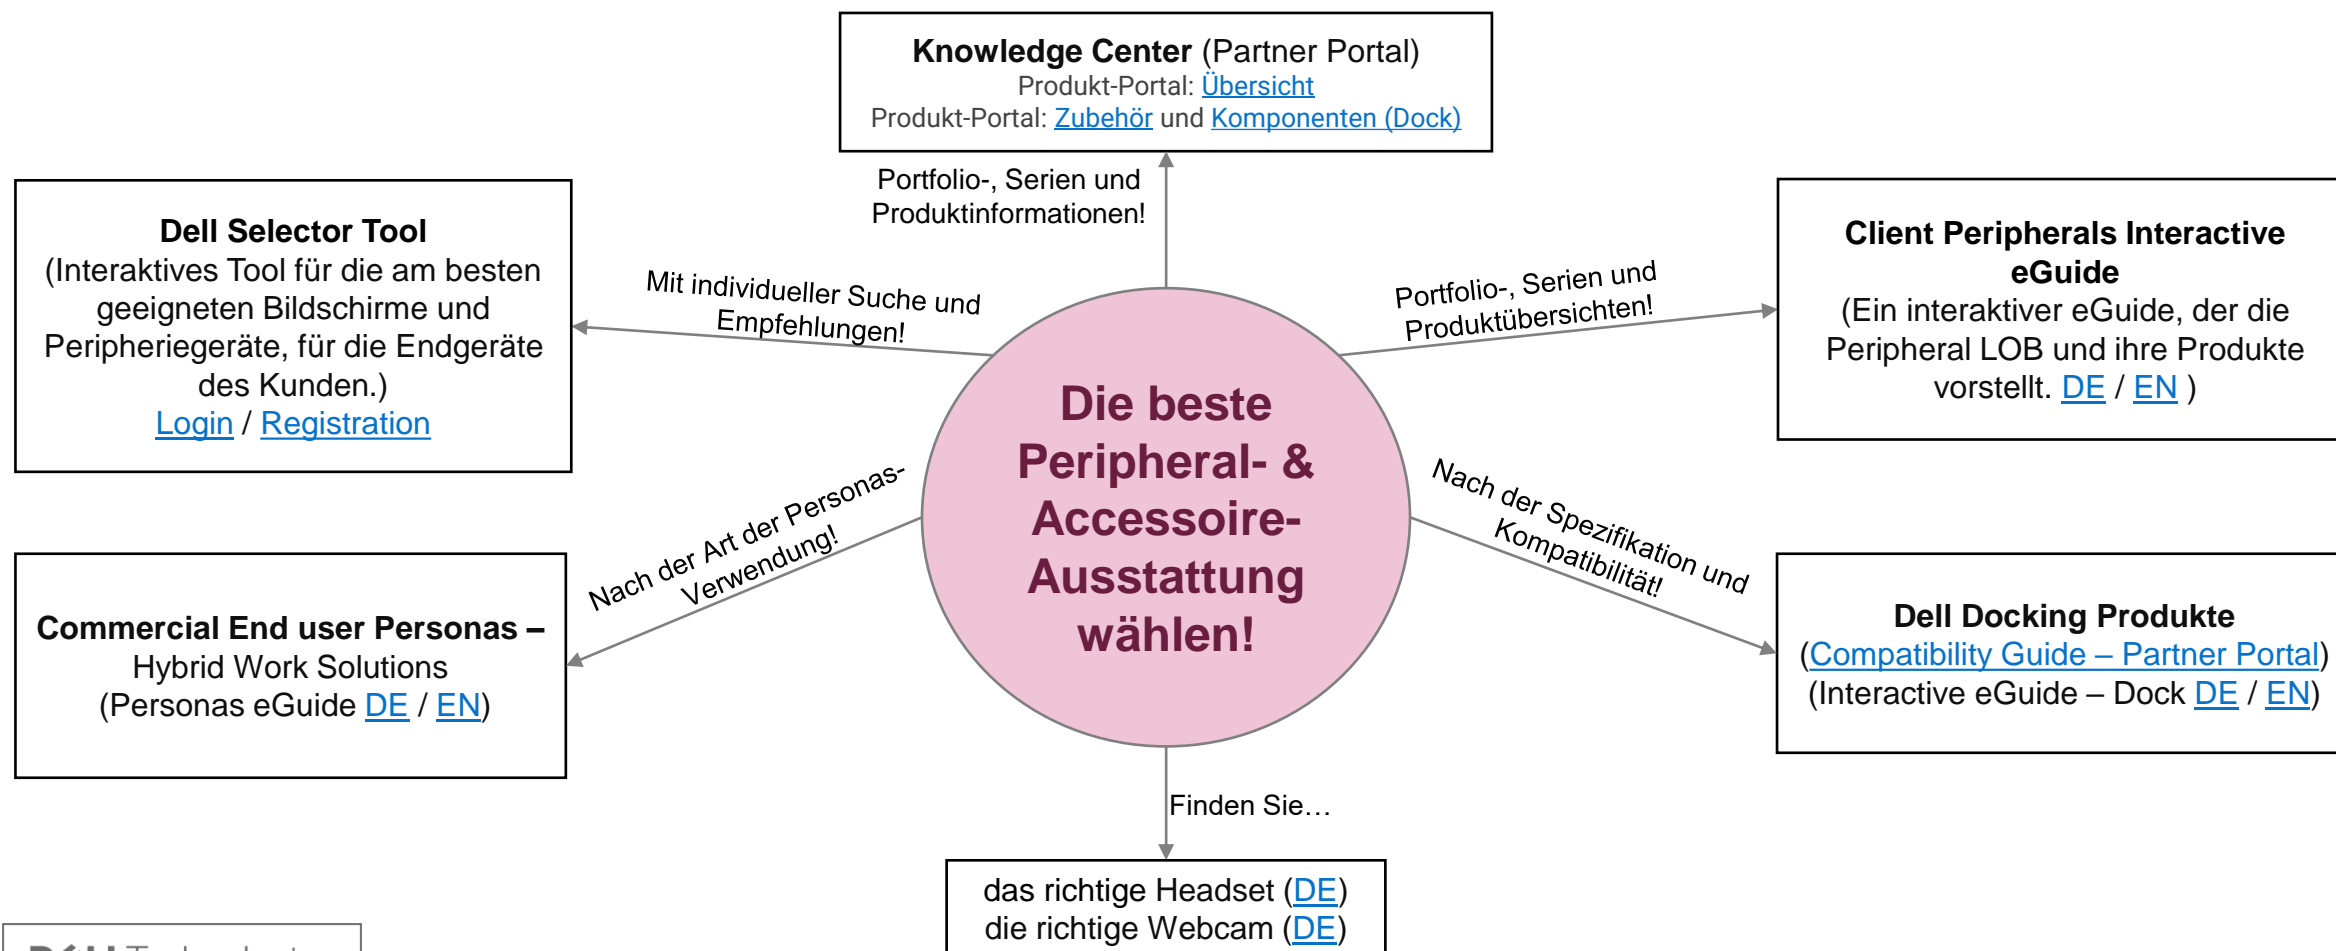 Knowledge Center (Partner Portal)
Produkt-Portal: Übersicht
Produkt-Portal: Zubehör und Komponenten (Dock)
Portfolio-, Serien und
Produktinformationen!
Dell Selector Tool
(Interaktives Tool für die am besten
geeigneten Bildschirme und
Peripheriegeräte, für die Endgeräte
des Kunden.)
Login / Registration
Mit individueller Suche und
Empfehlungen!
Portfolio-, Serien und
Produktübersichten!
Client Peripherals Interactive
eGuide
(Ein interaktiver eGuide, der die
Peripheral LOB und ihre Produkte
vorstellt. DE / EN )
Die beste
Peripheral- &
Accessoire-
Ausstattung
wählen!
Nach der Art der Personas-
Verwendung!
Nach der Spezifikation und
Kompatibilität!
Commercial End user Personas –
Hybrid Work Solutions
(Personas eGuide DE / EN)
Dell Docking Produkte
(Compatibility Guide – Partner Portal)
(Interactive eGuide – Dock DE / EN)
Finden Sie…
das richtige Headset (DE)
die richtige Webcam (DE)